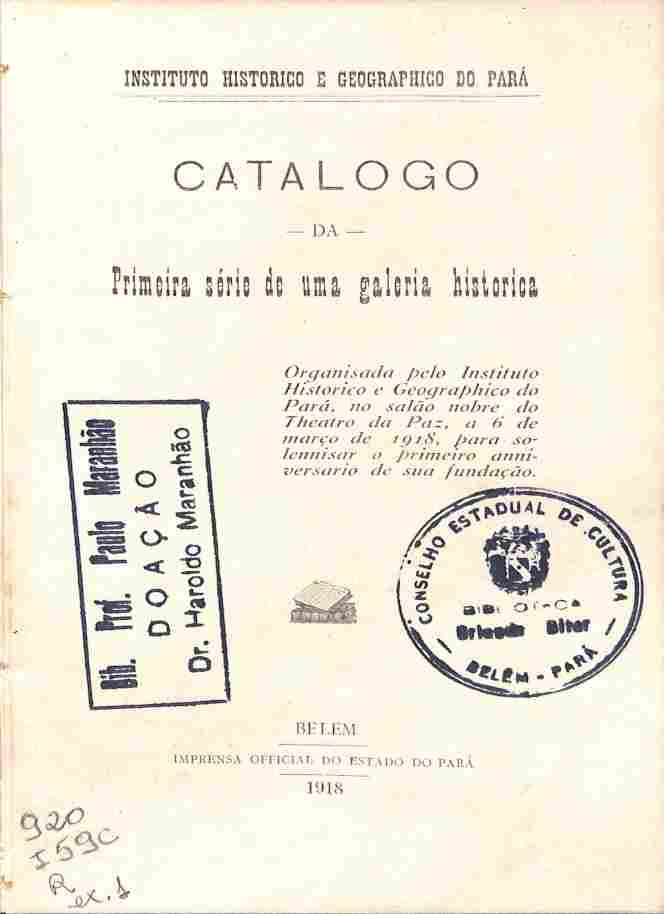 INSTITUTO HISTORICO E GEOGRAPHICO DO PARÁ
CATALOGO
— DA —
Primeira série de uma galeria historica
Organisada pelo Instituto
Historico e Geographico do
Pará, no salão nobre do
Theatro da Paz, a 6 de
março de 1918, para so-
lennisar o primeiro anni-
versario de sua fundação.
Bib. Prof. Paulo Maranhão
DOAÇÃO
Dr. Haroldo Maranhão
CONSELHO ESTADUAL DE CULTURA
BIBLIOTECA
Orlando Bitar
BELÉM - PARÁ
BELEM
IMPRENSA OFFICIAL DO ESTADO DO PARÁ
1918
920
I59c
R
ex. 1